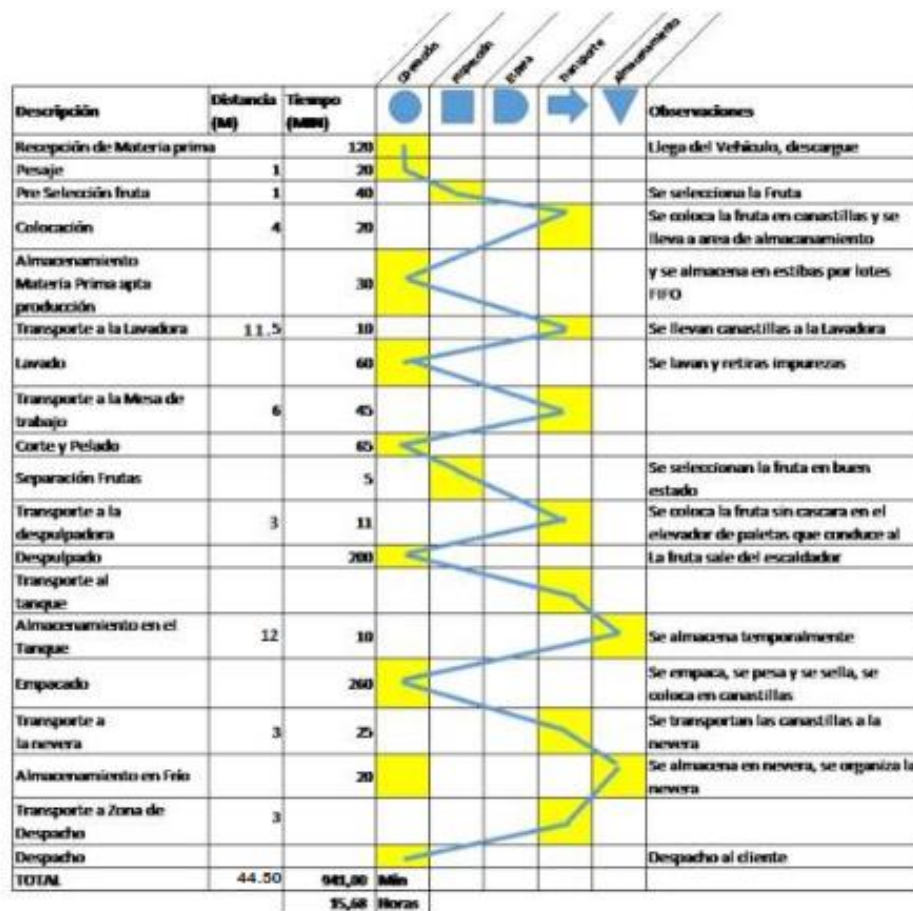 Operación
Inspección
Espera
Transporte
Almacenamiento
Descripción Distancia (M) Tiempo (MIN) Observaciones
Recepción de Materia prima 120 Llega del Vehículo, descargue
Pesaje 1 20
Pre Selección fruta 1 40 Se selecciona la Fruta
Colocación 4 20 Se coloca la fruta en canastillas y se
lleva a area de almacanamiento
Almacenamiento
Matería Prima apta
producción 30 y se almacena en estibas por lotes
FIFO
Transporte a la Lavadora 11.5 10 Se llevan canastillas a la Lavadora
Lavado 60 Se lavan y retiras impurezas
Transporte a la Mesa de
trabajo 6 45
Corte y Pelado 65
Separación Frutas 5 Se seleccionan la fruta en buen
estado
Transporte a la
despulpadora 3 11 Se coloca la fruta sin cascara en el
elevador de paletas que conduce al
Despulpado 200 La fruta sale del escaldador
Transporte al
tanque
Almacenamiento en el
Tanque 12 10 Se almacena temporalmente
Empacado 260 Se empaca, se pesa y se sella, se
coloca en canastillas
Transporte a
la nevera 3 25 Se transportan las canastillas a la
nevera
Almacenamiento en Frio 20 Se almacena en nevera, se organiza la
nevera
Transporte a Zona de
Despacho 3
Despacho Despacho al cliente
TOTAL 44.50 941,00 Min
15,68 Horas